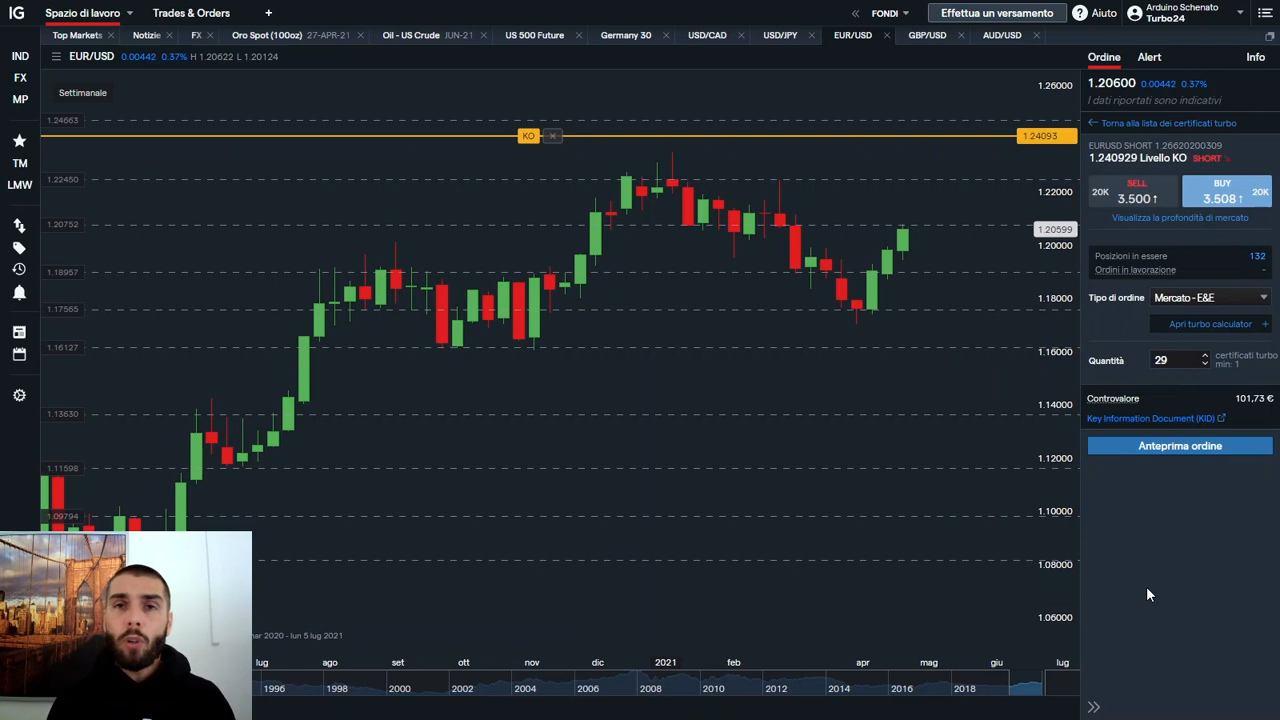 IG Spazio di lavoro Trades & Orders + FONDI Effettua un versamento ? Aiuto Arduino Schenato
Turbo24
Top Markets Notizie FX Oro Spot (100oz) 27-APR-21 Oil - US Crude JUN-21 US 500 Future Germany 30 USD/CAD USD/JPY EUR/USD GBP/USD AUD/USD
IND
FX
MP
TM
LMW
EUR/USD 0.00442 0.37% H 1.20622 L 1.20124
Settimanale
1.24663
1.22450
1.20752
1.18957
1.17565
1.16127
1.13630
1.11598
1.09794
KO
1.24093
1.26000
1.22000
1.20599
1.20000
1.18000
1.16000
1.14000
1.12000
1.10000
1.08000
1.06000
mar 2020 - lun 5 lug 2021
lug ago set ott nov dic 2021 feb apr mag giu lug
1996 1998 2000 2002 2004 2006 2008 2010 2012 2014 2016 2018
Ordine Alert Info
1.20600 0.00442 0.37%
I dati riportati sono indicativi
Torna alla lista dei certificati turbo
EURUSD SHORT 1.26620200309
1.240929 Livello KO SHORT
SELL BUY
20K 3.500 3.508 20K
Visualizza la profondità di mercato
Posizioni in essere 132
Ordini in lavorazione -
Tipo di ordine Mercato - E&E
Apri turbo calculator +
Quantità 29 certificati turbo
min: 1
Controvalore 101,73 €
Key Information Document (KID)
Anteprima ordine